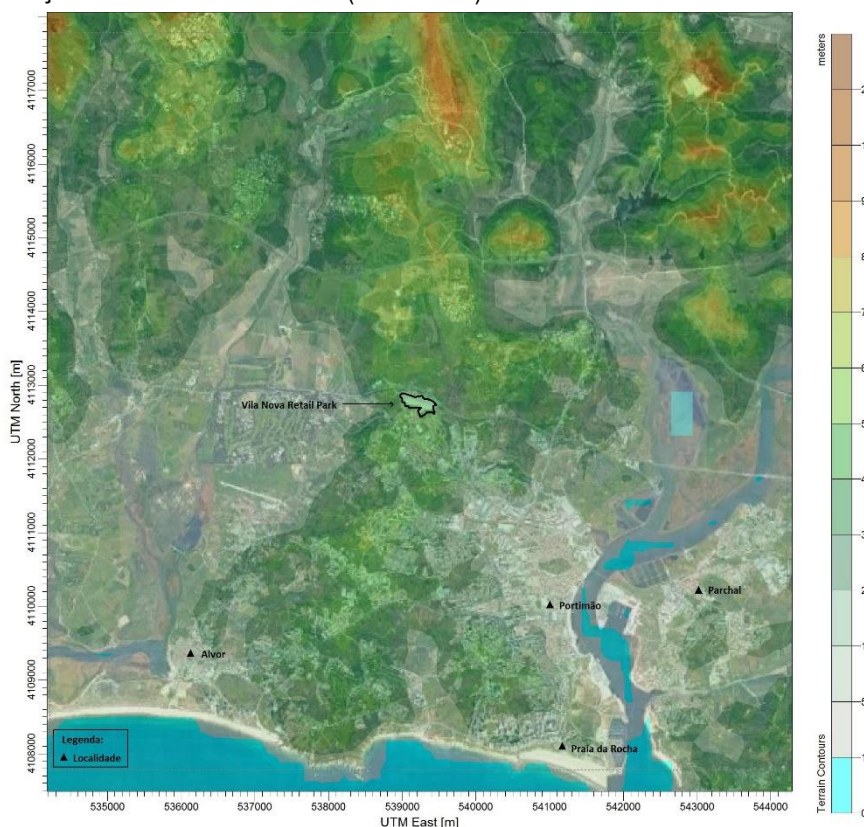 4117000
4116000
4115000
4114000
4113000
4112000
4111000
4110000
4109000
4108000
UTM North [m]
Vila Nova Retail Park
Portimão
Parchal
Alvor
Praia da Rocha
Legenda:
Localidade
535000 536000 537000 538000 539000 540000 541000 542000 543000 544000
UTM East [m]
meters
Terrain Contours